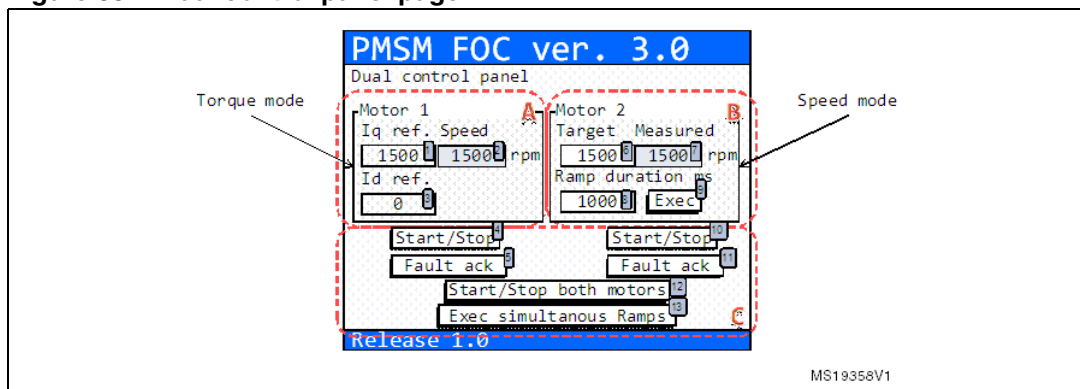 PMSM FOC ver. 3.0
Dual control panel
Torque mode
Speed mode
Motor 1 A
Iq ref. Speed
1500 1 1500 2 rpm
Id ref.
0 3
Motor 2 B
Target Measured
1500 6 1500 7 rpm
Ramp duration ms
1000 8 Exec 9
Start/Stop 4
Start/Stop 10
Fault ack 5
Fault ack 11
Start/Stop both motors 12
Exec simultanous Ramps 13
C
Release 1.0
MS19358V1